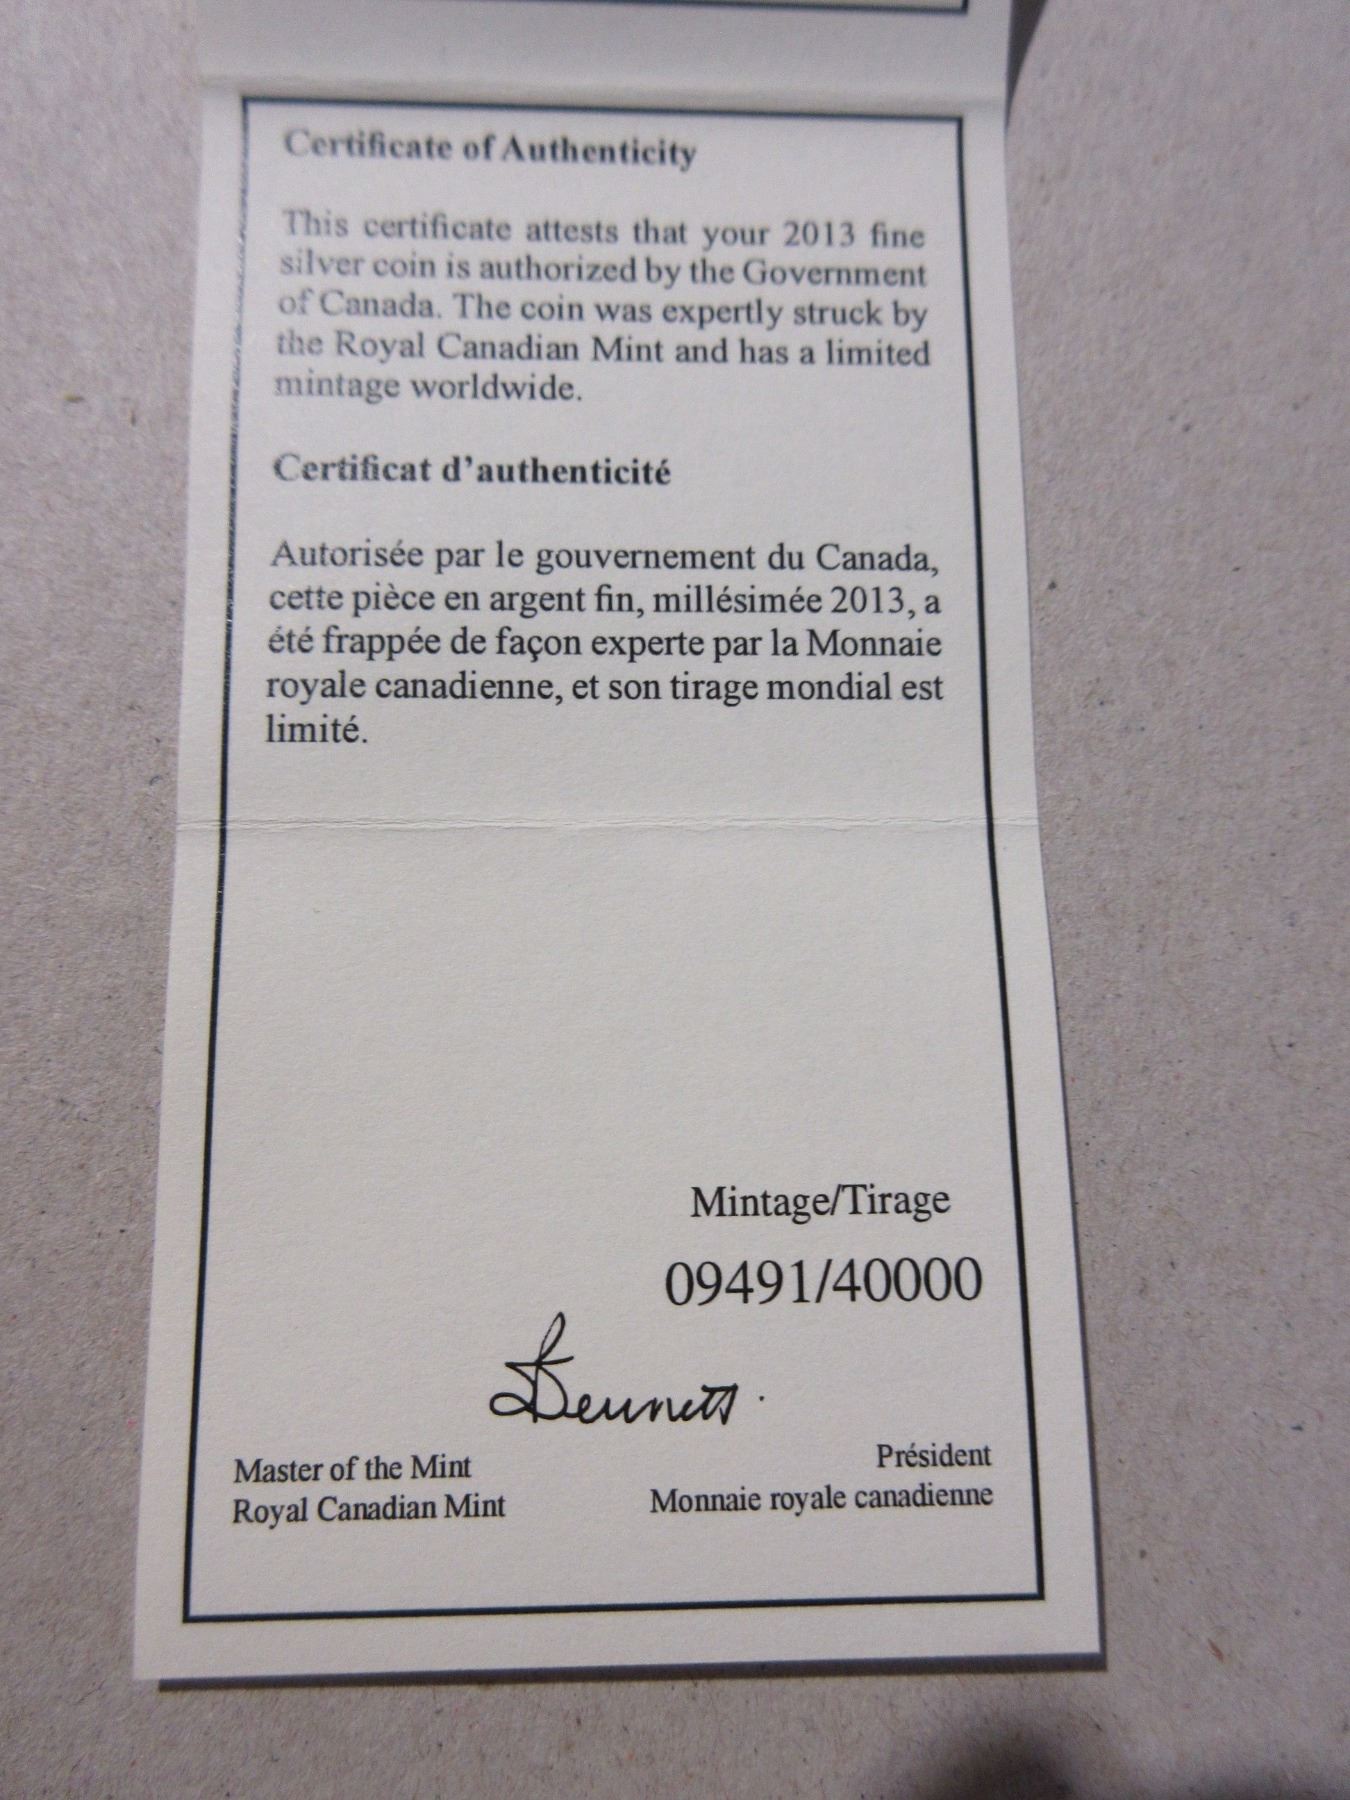 Certificate of Authenticity
This certificate attests that your 2013 fine
silver coin is authorized by the Government
of Canada. The coin was expertly struck by
the Royal Canadian Mint and has a limited
mintage worldwide.
Certificat d'authenticité
Autorisée par le gouvernement du Canada,
cette pièce en argent fin, millésimée 2013, a
été frappée de façon experte par la Monnaie
royale canadienne, et son tirage mondial est
limité.
Mintage/Tirage
09491/40000
Bennett
Master of the Mint
Royal Canadian Mint
Président
Monnaie royale canadienne